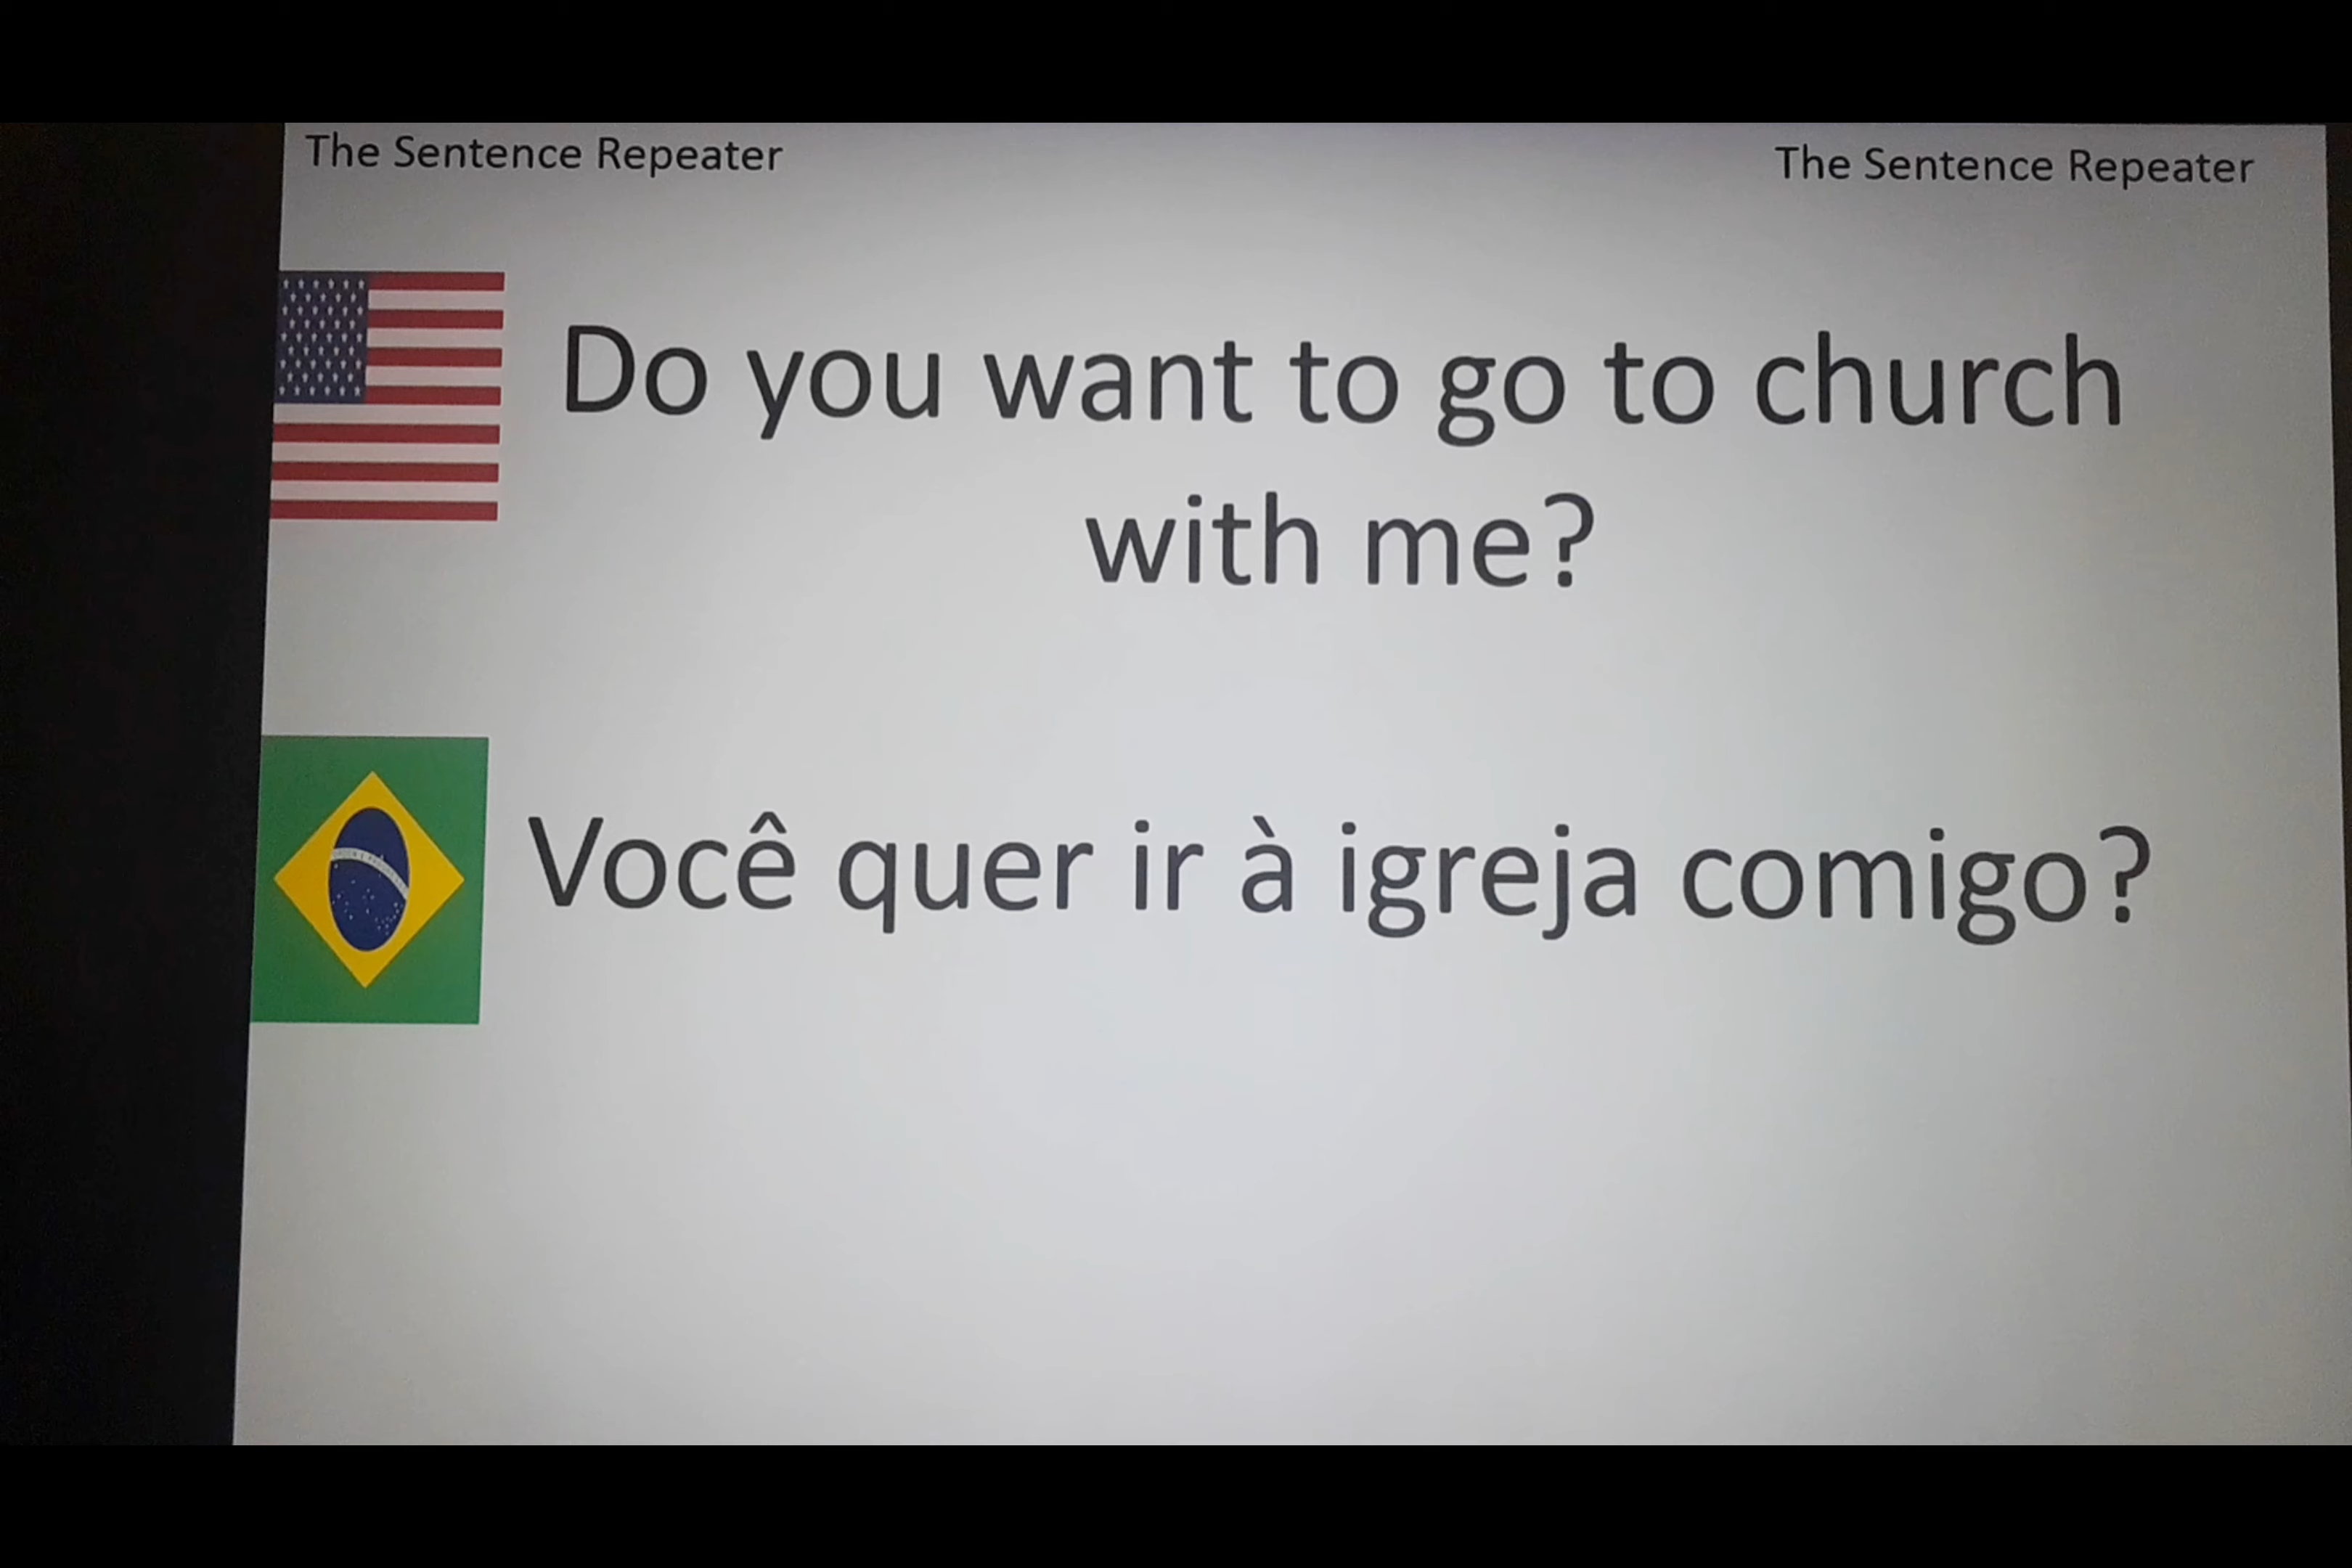 The Sentence Repeater
The Sentence Repeater
Do you want to go to church
with me?
Você quer ir à igreja comigo?